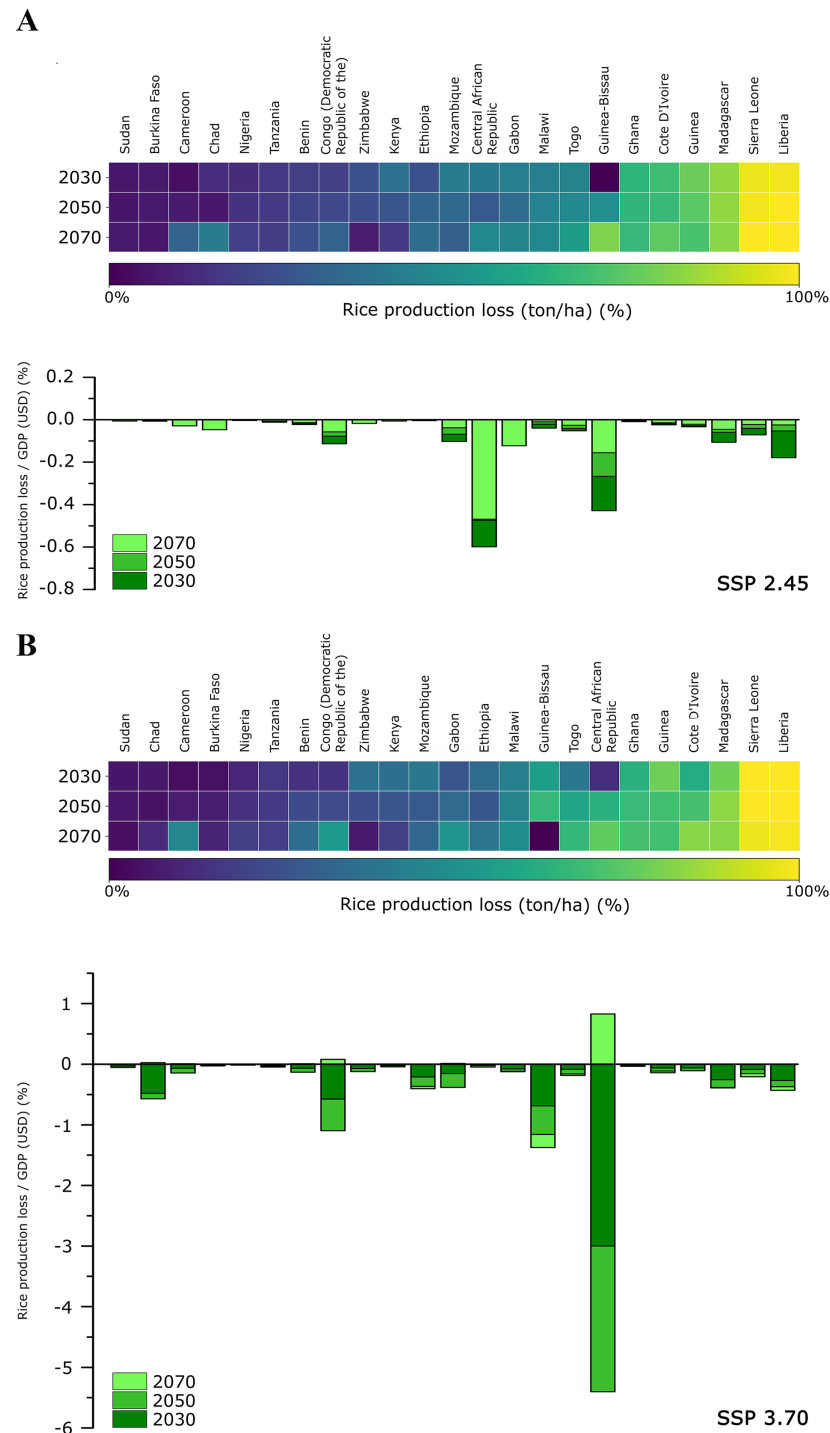 A
Sudan
Burkina Faso
Cameroon
Chad
Nigeria
Tanzania
Benin
Congo (Democratic
Republic of the)
Zimbabwe
Kenya
Ethiopia
Mozambique
Central African
Republic
Gabon
Malawi
Togo
Guinea-Bissau
Ghana
Cote D'Ivoire
Guinea
Madagascar
Sierra Leone
Liberia
2030
2050
2070
0%
100%
Rice production loss (ton/ha) (%)
Rice production loss / GDP (USD) (%)
0.2
0.0
-0.2
-0.4
-0.6
-0.8
2070
2050
2030
SSP 2.45
B
Sudan
Chad
Cameroon
Burkina Faso
Nigeria
Tanzania
Benin
Congo (Democratic
Republic of the)
Zimbabwe
Kenya
Mozambique
Gabon
Ethiopia
Malawi
Guinea-Bissau
Togo
Central African
Republic
Ghana
Guinea
Cote D'Ivoire
Madagascar
Sierra Leone
Liberia
2030
2050
2070
0%
100%
Rice production loss (ton/ha) (%)
Rice production loss / GDP (USD) (%)
1
0
-1
-2
-3
-4
-5
-6
2070
2050
2030
SSP 3.70